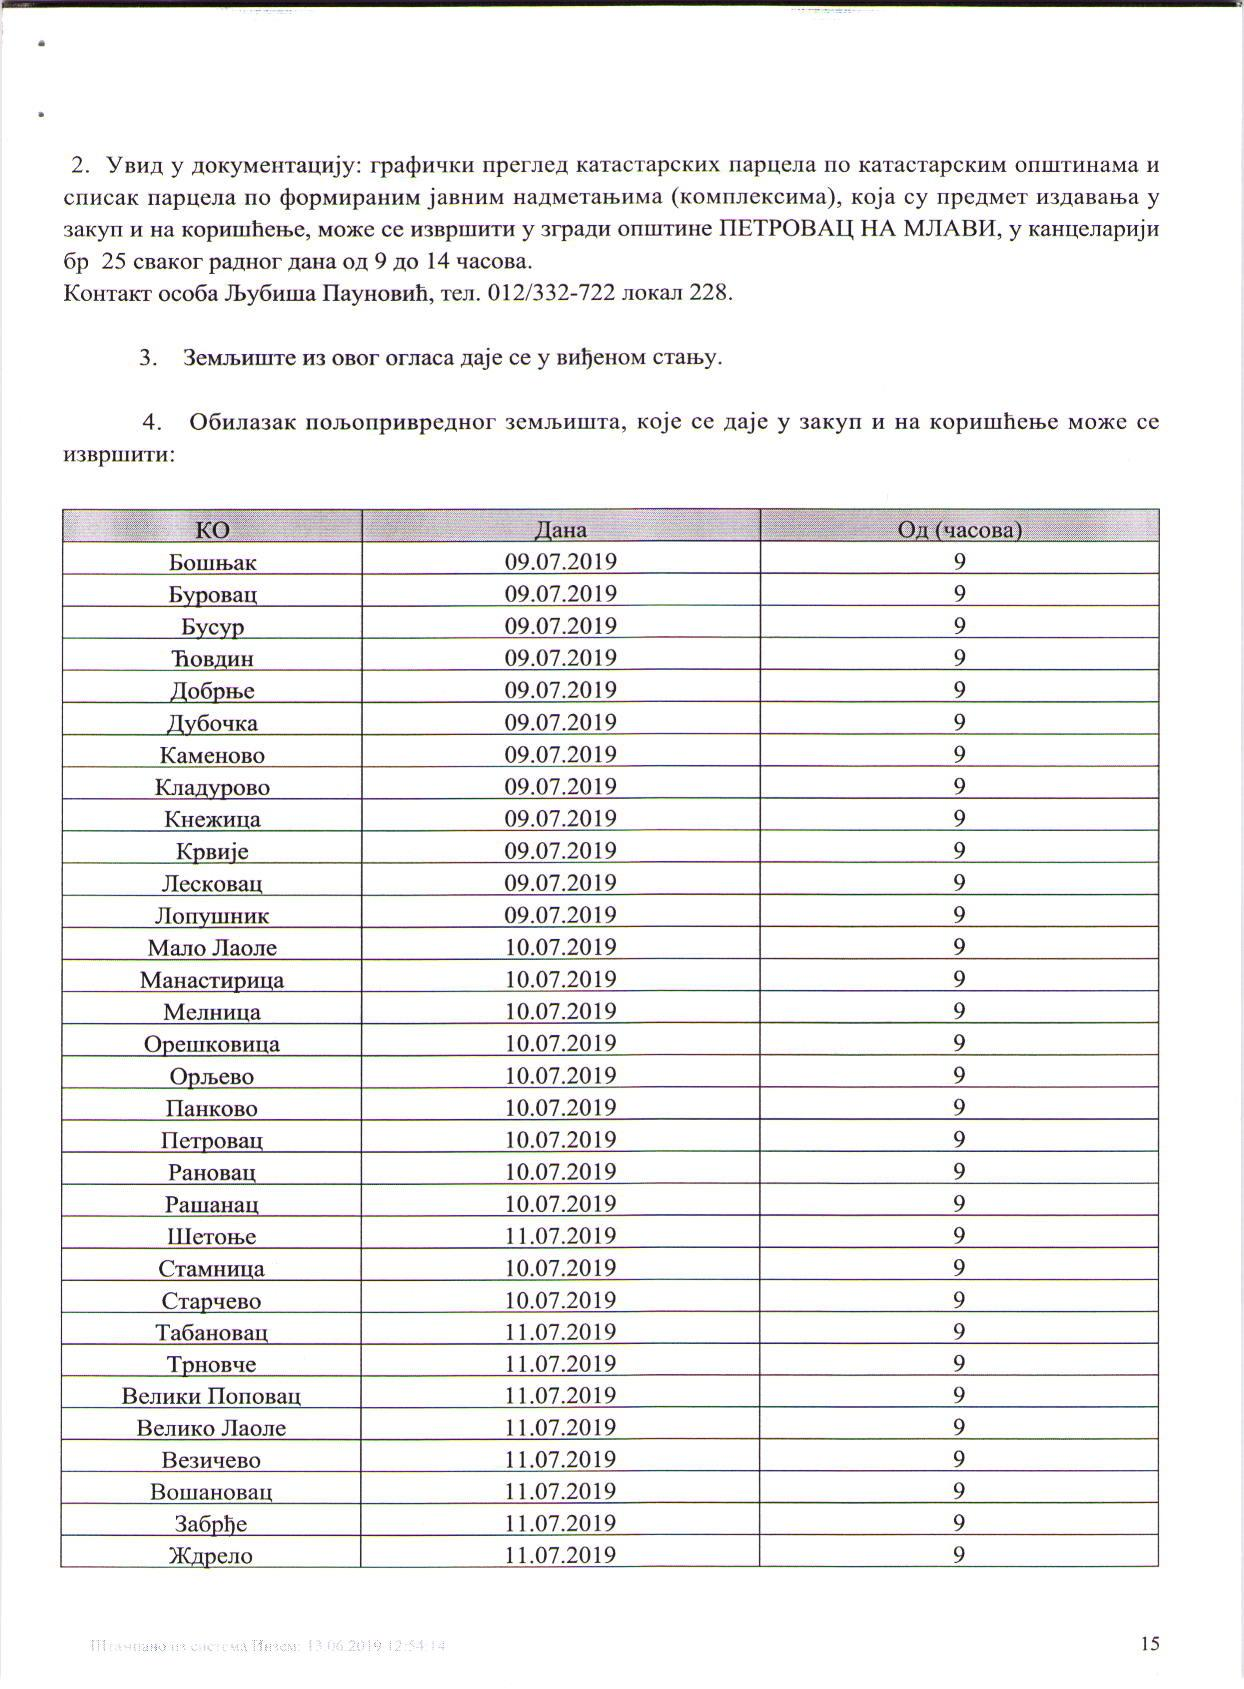 2. Увид у документацију: графички преглед катастарских парцела по катастарским општинама и
списак парцела по формираним јавним надметањима (комплексима), која су предмет издавања у
закуп и на коришћење, може се извршити у згради општине ПЕТРОВАЦ НА МЛАВИ, у канцеларији
бр 25 сваког радног дана од 9 до 14 часова.
Контакт особа Љубиша Пауновић, тел. 012/332-722 локал 228.
3. Земљиште из овог огласа даје се у виђеном стању.
4. Обилазак пољопривредног земљишта, које се даје у закуп и на коришћење може се
извршити:
КО Дана Од (часова)
Бошњак 09.07.2019 9
Буровац 09.07.2019 9
Бусур 09.07.2019 9
Ћовдин 09.07.2019 9
Добрње 09.07.2019 9
Дубочка 09.07.2019 9
Каменово 09.07.2019 9
Кладурово 09.07.2019 9
Кнежица 09.07.2019 9
Крвије 09.07.2019 9
Лесковац 09.07.2019 9
Лопушник 09.07.2019 9
Мало Лаоле 10.07.2019 9
Манастирица 10.07.2019 9
Мелница 10.07.2019 9
Орешковица 10.07.2019 9
Орљево 10.07.2019 9
Панково 10.07.2019 9
Петровац 10.07.2019 9
Рановац 10.07.2019 9
Рашанац 10.07.2019 9
Шетоње 11.07.2019 9
Стамница 10.07.2019 9
Старчево 10.07.2019 9
Табановац 11.07.2019 9
Трновче 11.07.2019 9
Велики Поповац 11.07.2019 9
Велико Лаоле 11.07.2019 9
Везичево 11.07.2019 9
Вошановац 11.07.2019 9
Забрђе 11.07.2019 9
Ждрело 11.07.2019 9
Штампано из система Инзем: 13.06.2019 12:54:14
15